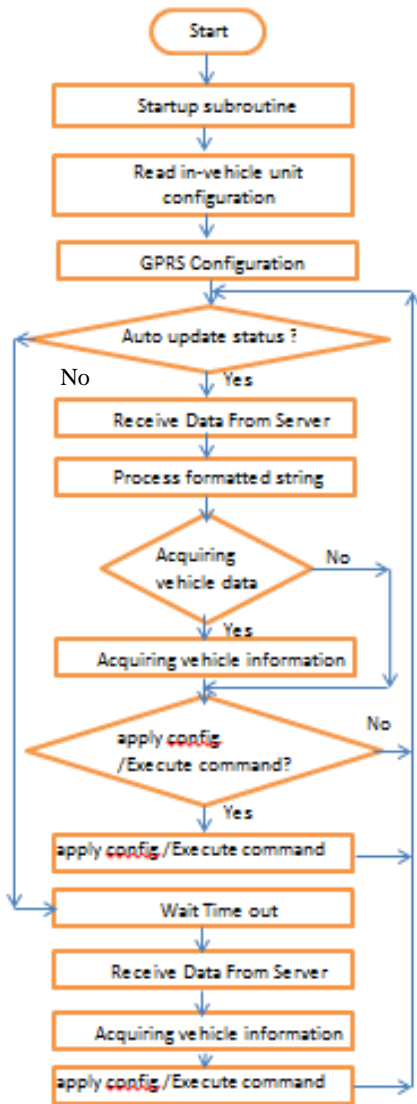 Start
Startup subroutine
Read in-vehicle unit
configuration
GPRS Configuration
Auto update status ?
No
Yes
Receive Data From Server
Process formatted string
Acquiring
vehicle data
No
Yes
Acquiring vehicle information
No
apply config.
/Execute command?
Yes
apply config./Execute command
Wait Time out
Receive Data From Server
Acquiring vehicle information
apply config./Execute command